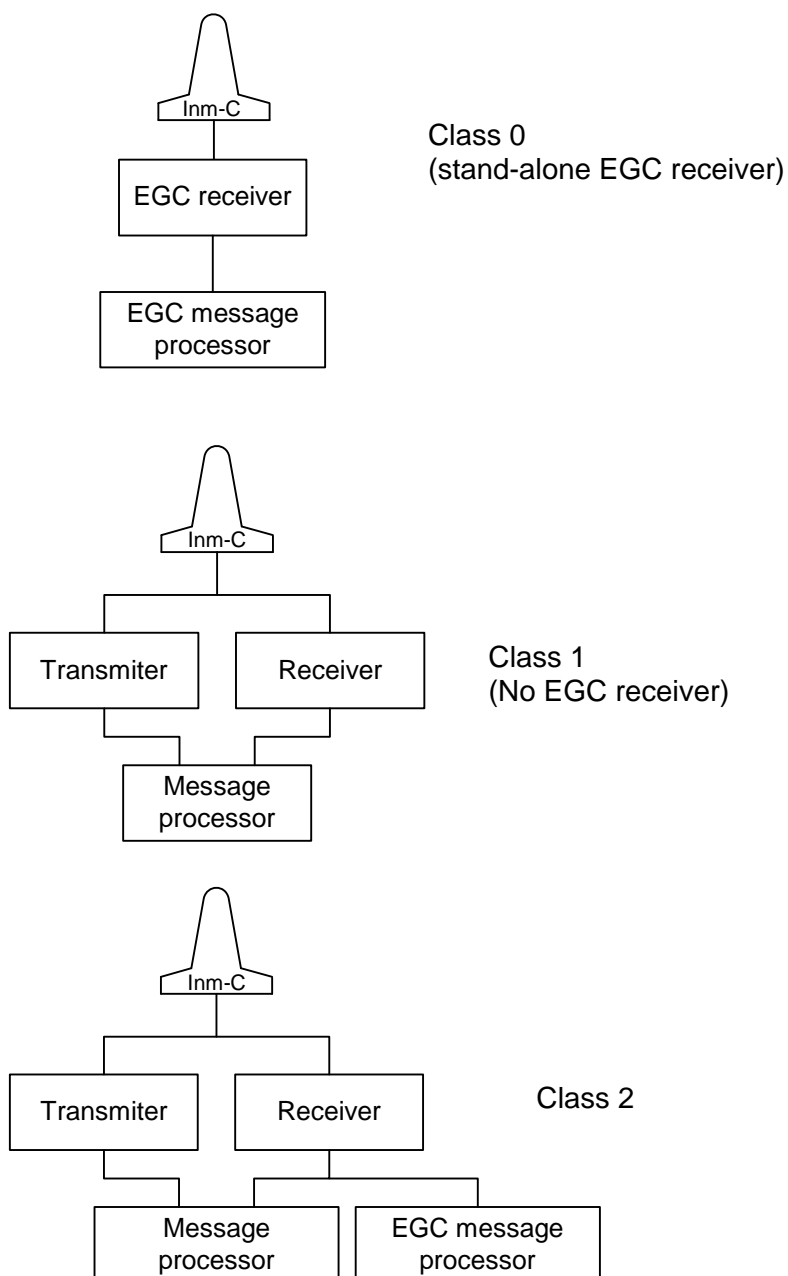 Inm-C
Class 0
(stand-alone EGC receiver)
EGC receiver
EGC message
processor
Inm-C
Transmiter
Receiver
Class 1
(No EGC receiver)
Message
processor
Inm-C
Transmiter
Receiver
Class 2
Message
processor
EGC message
processor